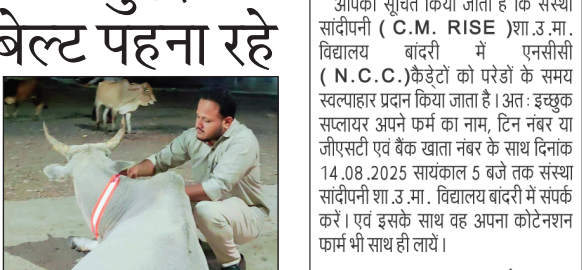 बेल्ट पहना रहे
आपको सूचित किया जाता है कि संस्था
सांदीपनी ( C.M. RISE )शा.उ.मा.
विद्यालय बांदरी में एनसीसी
( N.C.C.)कैडे्टों को परेडों के समय
स्वल्पाहार प्रदान किया जाता है। अतः इच्छुक
सप्लायर अपने फर्म का नाम, टिन नंबर या
जीएसटी एवं बैंक खाता नंबर के साथ दिनांक
14.08.2025 सायंकाल 5 बजे तक संस्था
सांदीपनी शा.उ.मा. विद्यालय बांदरी में संपर्क
करें। एवं इसके साथ वह अपना कोटेनशन
फार्म भी साथ ही लायें।